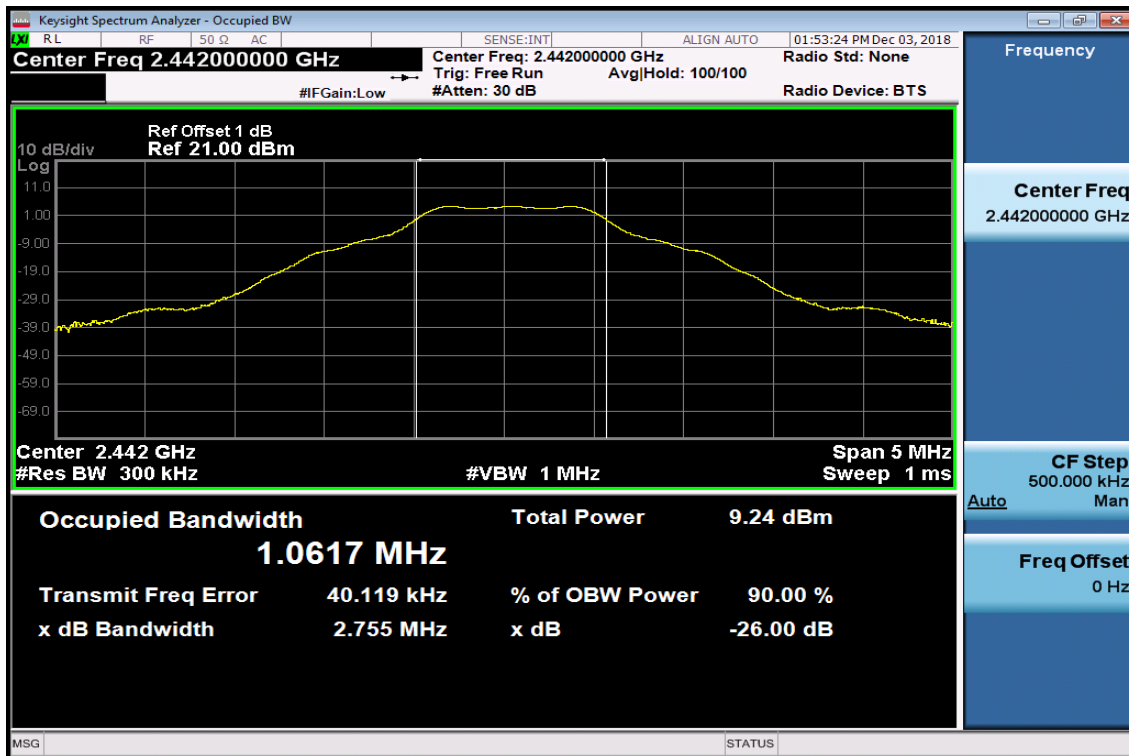 Keysight Spectrum Analyzer - Occupied BW
LXI RL RF 50 Ω AC SENSE:INT ALIGN AUTO 01:53:24 PM Dec 03, 2018
Center Freq 2.442000000 GHz
Center Freq: 2.442000000 GHz Radio Std: None
Trig: Free Run Avg|Hold: 100/100
#IFGain:Low #Atten: 30 dB Radio Device: BTS
Ref Offset 1 dB
10 dB/div Ref 21.00 dBm
Log
11.0
1.00
-9.00
-19.0
-29.0
-39.0
-49.0
-59.0
-69.0
Center 2.442 GHz Span 5 MHz
#Res BW 300 kHz #VBW 1 MHz Sweep 1 ms
Occupied Bandwidth Total Power 9.24 dBm
1.0617 MHz
Transmit Freq Error 40.119 kHz % of OBW Power 90.00 %
x dB Bandwidth 2.755 MHz x dB -26.00 dB
MSG STATUS
Frequency
Center Freq
2.442000000 GHz
CF Step
500.000 kHz
Auto Man
Freq Offset
0 Hz